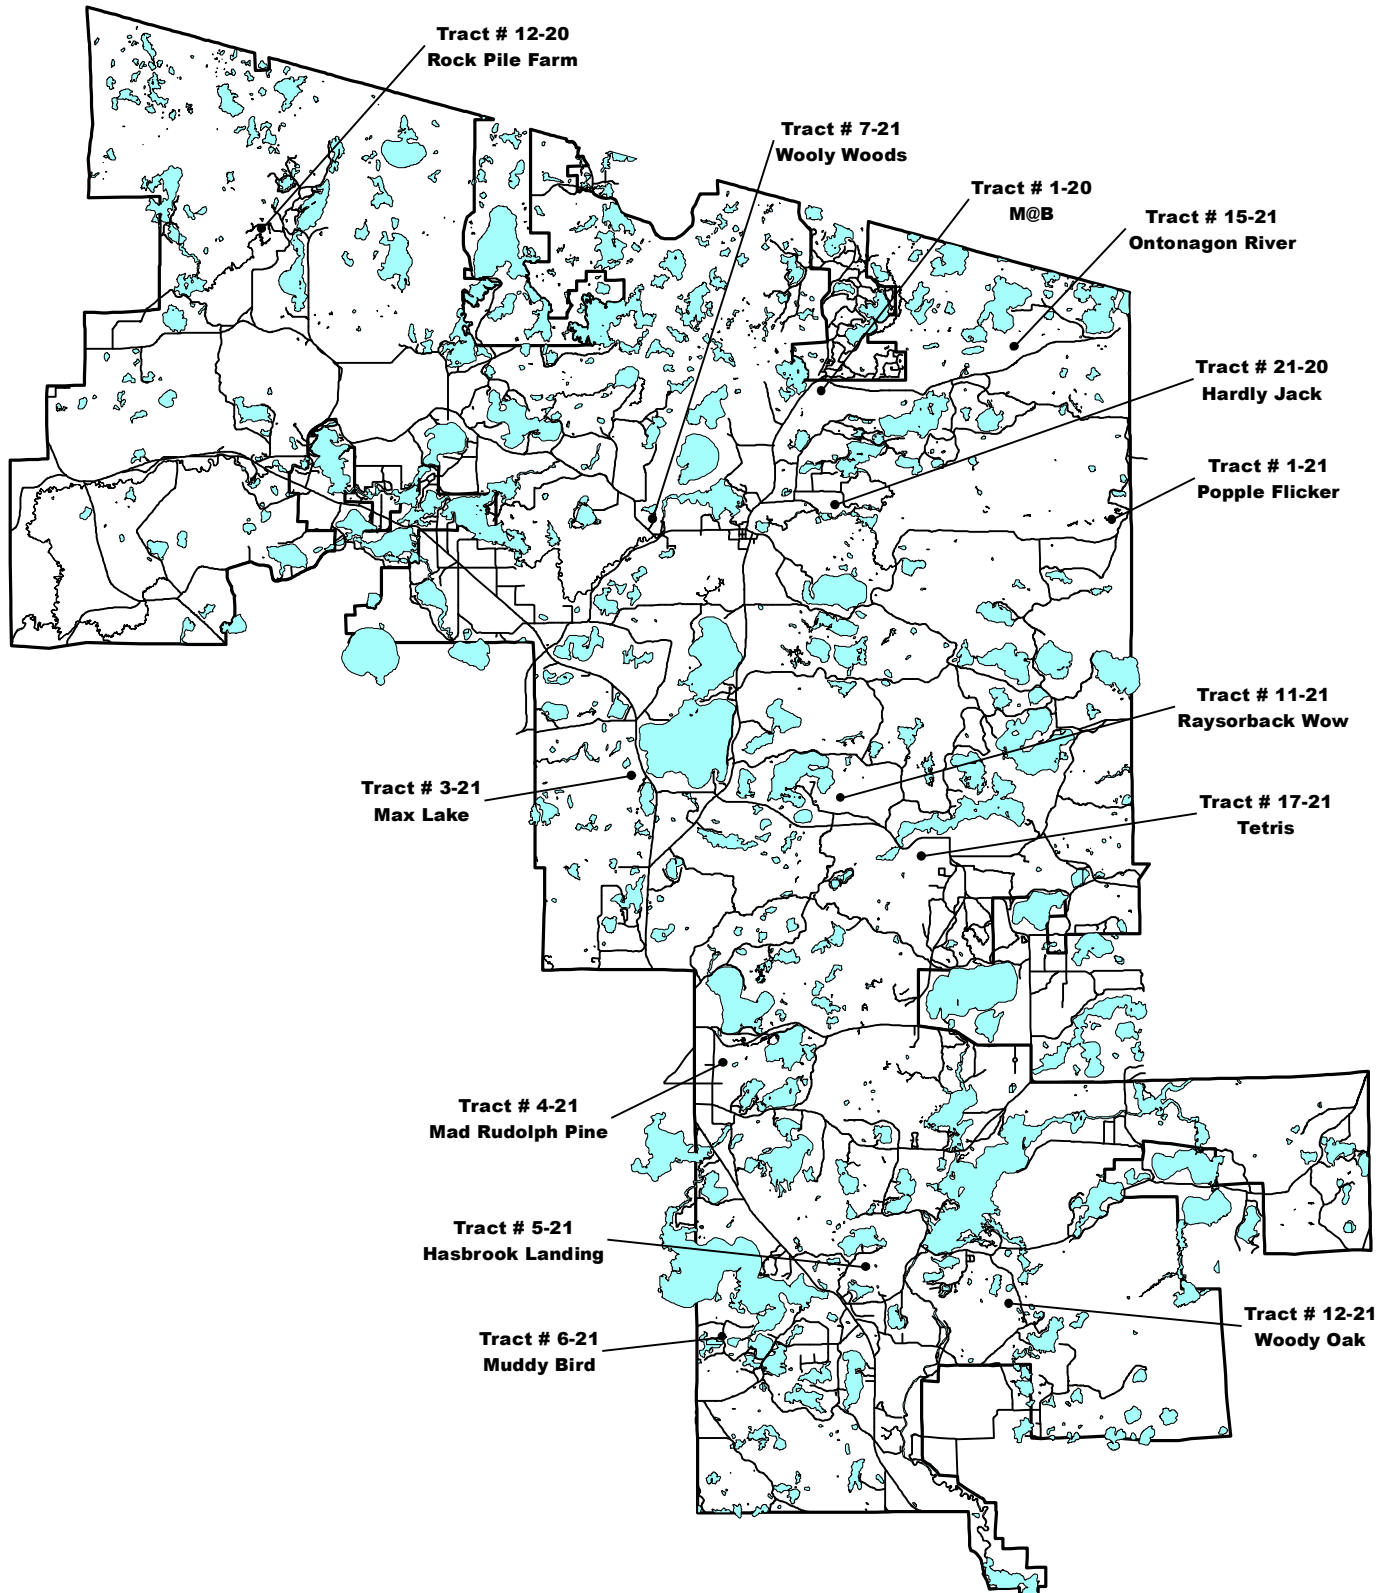 Tract # 12-20
Rock Pile Farm
Tract # 7-21
Wooly Woods
Tract # 1-20
M@B
Tract # 15-21
Ontonagon River
Tract # 21-20
Hardly Jack
Tract # 1-21
Popple Flicker
Tract # 11-21
Raysorback Wow
Tract # 3-21
Max Lake
Tract # 17-21
Tetris
Tract # 4-21
Mad Rudolph Pine
Tract # 5-21
Hasbrook Landing
Tract # 12-21
Woody Oak
Tract # 6-21
Muddy Bird